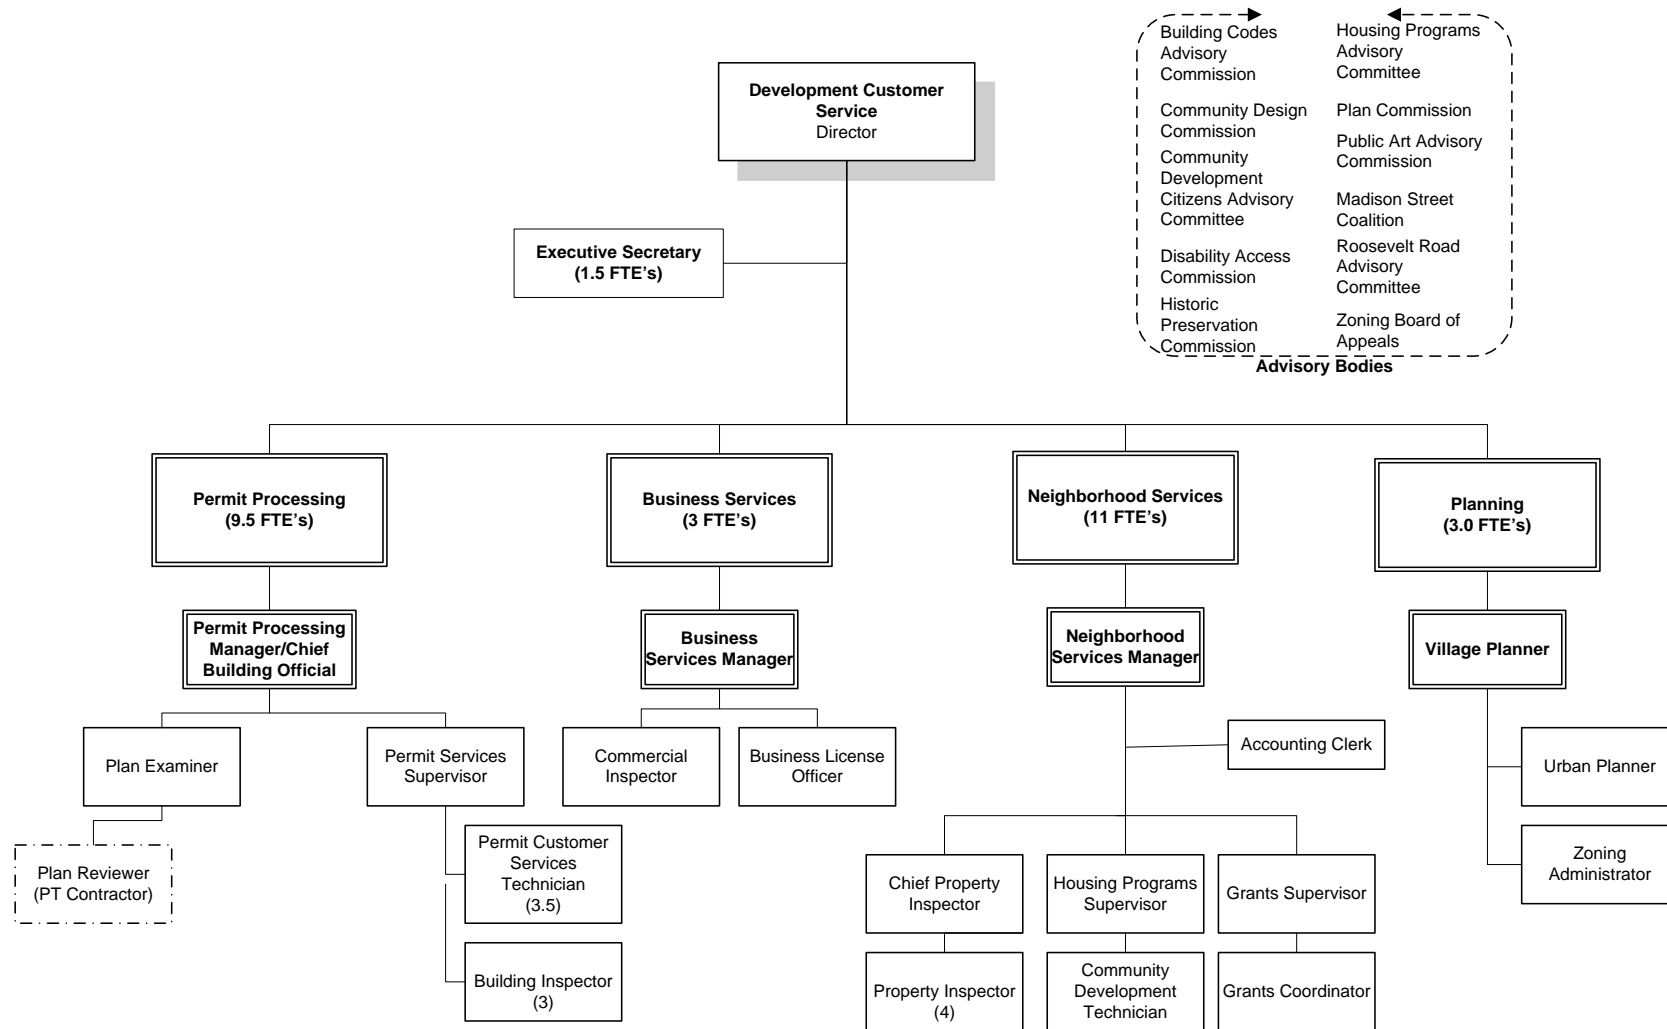 Building Codes
Advisory
Commission
Community Design
Commission
Community
Development
Citizens Advisory
Committee
Disability Access
Commission
Historic
Preservation
Commission
Housing Programs
Advisory
Committee
Plan Commission
Public Art Advisory
Commission
Madison Street
Coalition
Roosevelt Road
Advisory
Committee
Zoning Board of
Appeals
Advisory Bodies
Development Customer
Service
Director
Executive Secretary
(1.5 FTE's)
Permit Processing
(9.5 FTE's)
Business Services
(3 FTE's)
Neighborhood Services
(11 FTE's)
Planning
(3.0 FTE's)
Permit Processing
Manager/Chief
Building Official
Business
Services Manager
Neighborhood
Services Manager
Village Planner
Plan Examiner
Permit Services
Supervisor
Commercial
Inspector
Business License
Officer
Accounting Clerk
Urban Planner
Plan Reviewer
(PT Contractor)
Permit Customer
Services
Technician
(3.5)
Building Inspector
(3)
Chief Property
Inspector
Housing Programs
Supervisor
Grants Supervisor
Zoning
Administrator
Property Inspector
(4)
Community
Development
Technician
Grants Coordinator